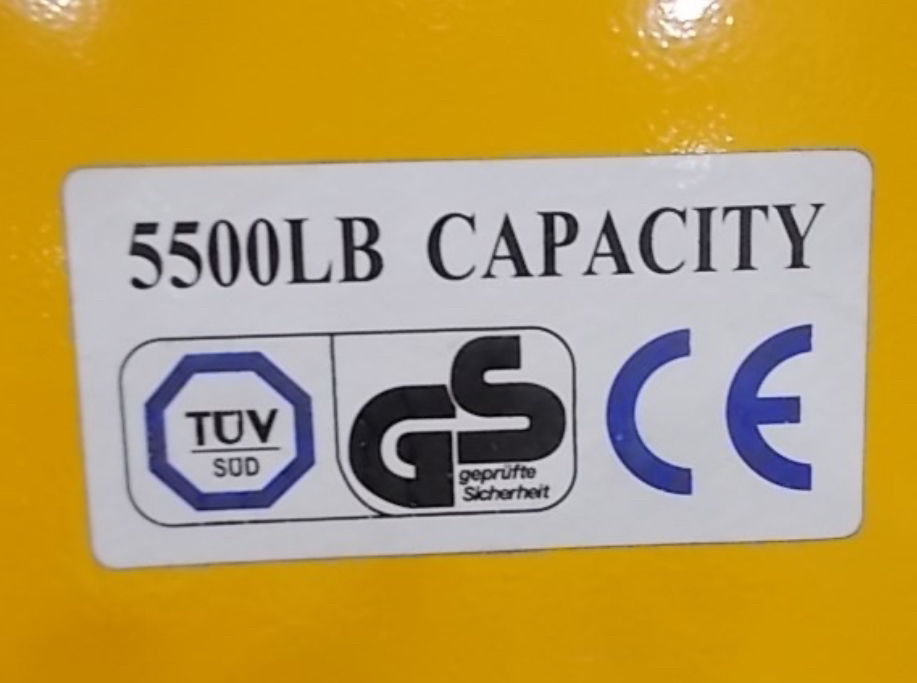 5500LB CAPACITY
TÜV
SÜD
GS
geprüfte
Sicherheit
CE